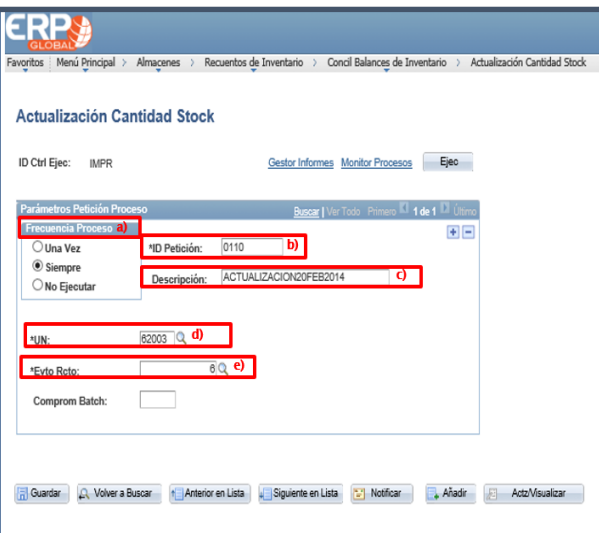 ERP
GLOBAL
Favoritos Menú Principal > Almacenes > Recuentos de Inventario > Concil Balances de Inventario > Actualización Cantidad Stock
Actualización Cantidad Stock
ID Ctrl Ejec: IMPR Gestor Informes Monitor Procesos Ejec
Parámetros Petición Proceso Buscar | Ver Todo Primero 1 de 1 Último
Frecuencia Proceso a)
Una Vez *ID Petición: 0110 b)
Siempre
Descripción: ACTUALIZACION20FEB2014 c)
No Ejecutar
*UN: 62003 d)
*Evto Rcto: 6 e)
Comprom Batch:
Guardar Volver a Buscar Anterior en Lista Siguiente en Lista Notificar Añadir Actz/Visualizar